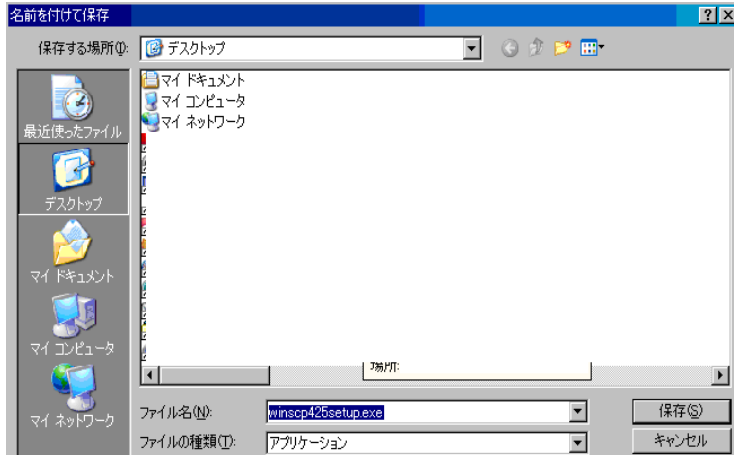 名前を付けて保存
保存する場所(I):
デスクトップ
最近使ったファイル
デスクトップ
マイ ドキュメント
マイ コンピュータ
マイ ネットワーク
マイ ドキュメント
マイ コンピュータ
マイ ネットワーク
場所:
ファイル名(N):
winscp425setup.exe
保存(S)
ファイルの種類(T):
アプリケーション
キャンセル